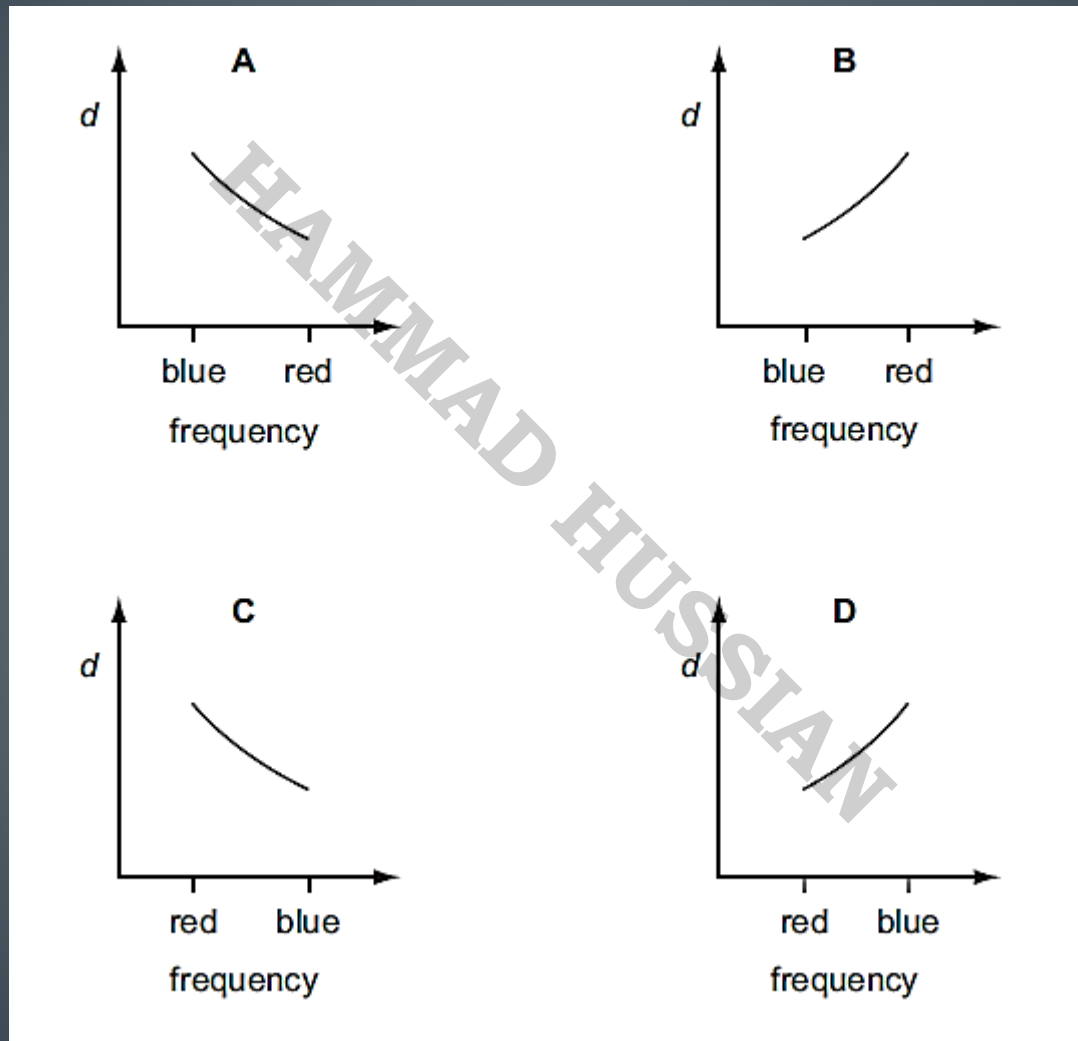 A
B
d
d
blue red
blue red
frequency
frequency
HAMMAD HUSSIAN
C
D
d
d
red blue
red blue
frequency
frequency